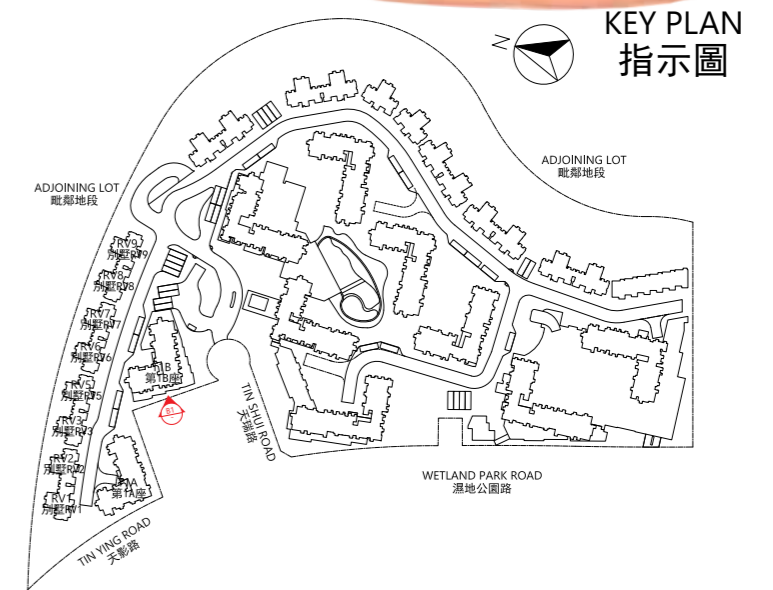 KEY PLAN
指示圖
N
ADJOINING LOT
毗鄰地段
ADJOINING LOT
毗鄰地段
RV9
別墅RV9
RV8
別墅RV8
RV7
別墅RV7
RV6
別墅RV6
RV5
別墅RV5
RV3
別墅RV3
RV2
別墅RV2
RV1
別墅RV1
第1B座
第1A座
B1
TIN SHUI ROAD
天瑞路
WETLAND PARK ROAD
濕地公園路
TIN YING ROAD
天影路